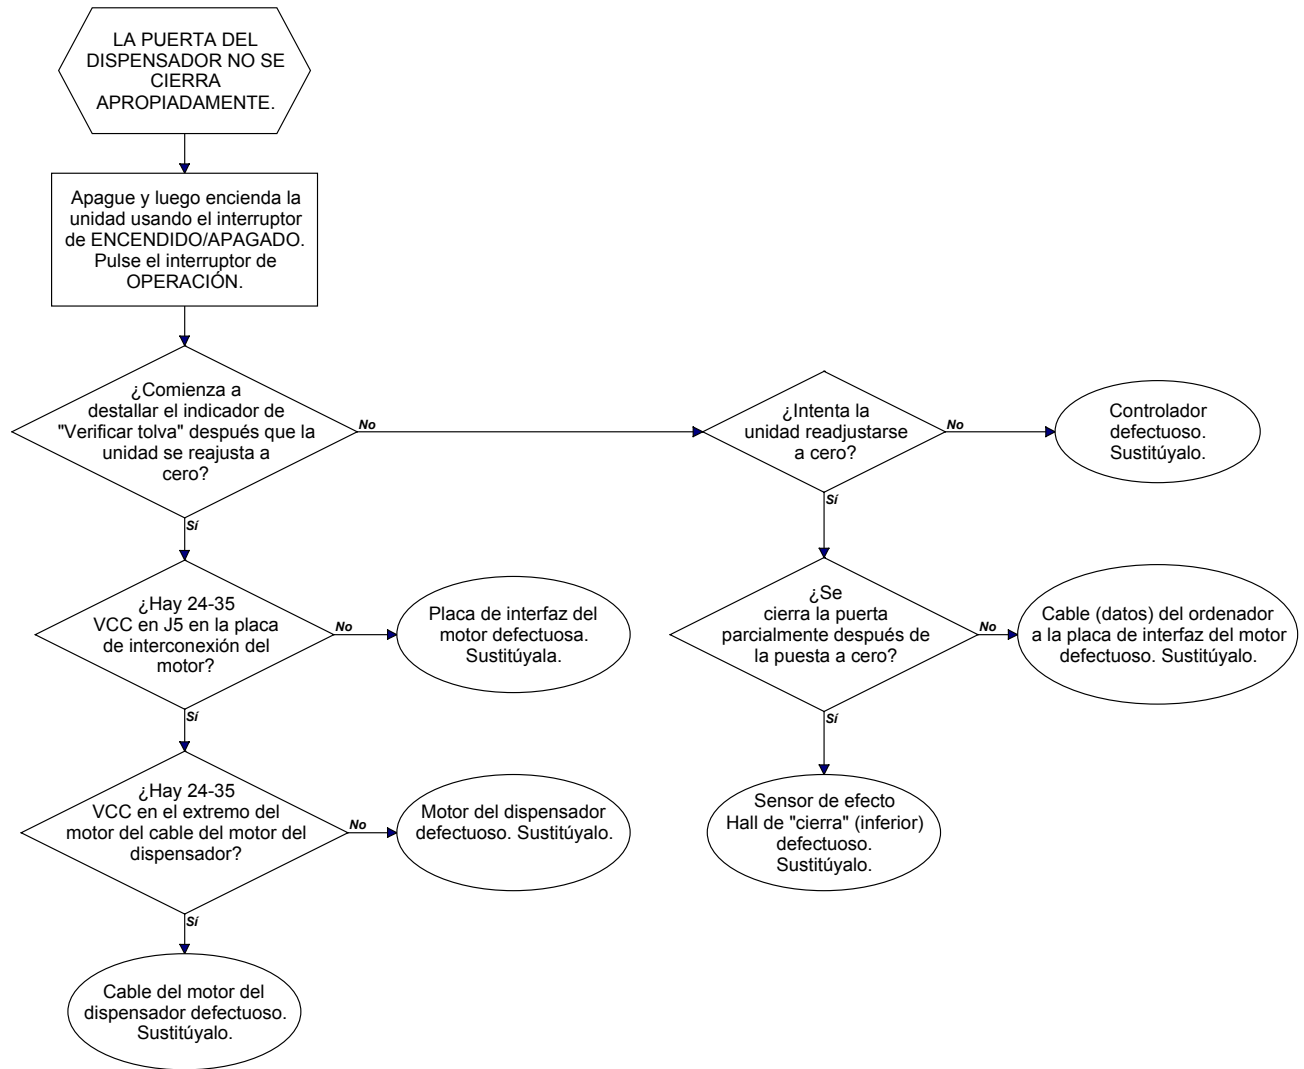 LA PUERTA DEL
DISPENSADOR NO SE
CIERRA
APROPIADAMENTE.
Apague y luego encienda la
unidad usando el interruptor
de ENCENDIDO/APAGADO.
Pulse el interruptor de
OPERACIÓN.
¿Comienza a
destallar el indicador de
"Verificar tolva" después que la
unidad se reajusta a
cero?
No
¿Intenta la
unidad readjustarse
a cero?
No
Controlador
defectuoso.
Sustitúyalo.
Sí
Sí
¿Hay 24-35
VCC en J5 en la placa
de interconexión del
motor?
No
Placa de interfaz del
motor defectuosa.
Sustitúyala.
¿Se
cierra la puerta
parcialmente después de
la puesta a cero?
No
Cable (datos) del ordenador
a la placa de interfaz del motor
defectuoso. Sustitúyalo.
Sí
Sí
¿Hay 24-35
VCC en el extremo del
motor del cable del motor del
dispensador?
No
Motor del dispensador
defectuoso. Sustitúyalo.
Sensor de efecto
Hall de "cierra" (inferior)
defectuoso.
Sustitúyalo.
Sí
Cable del motor del
dispensador defectuoso.
Sustitúyalo.